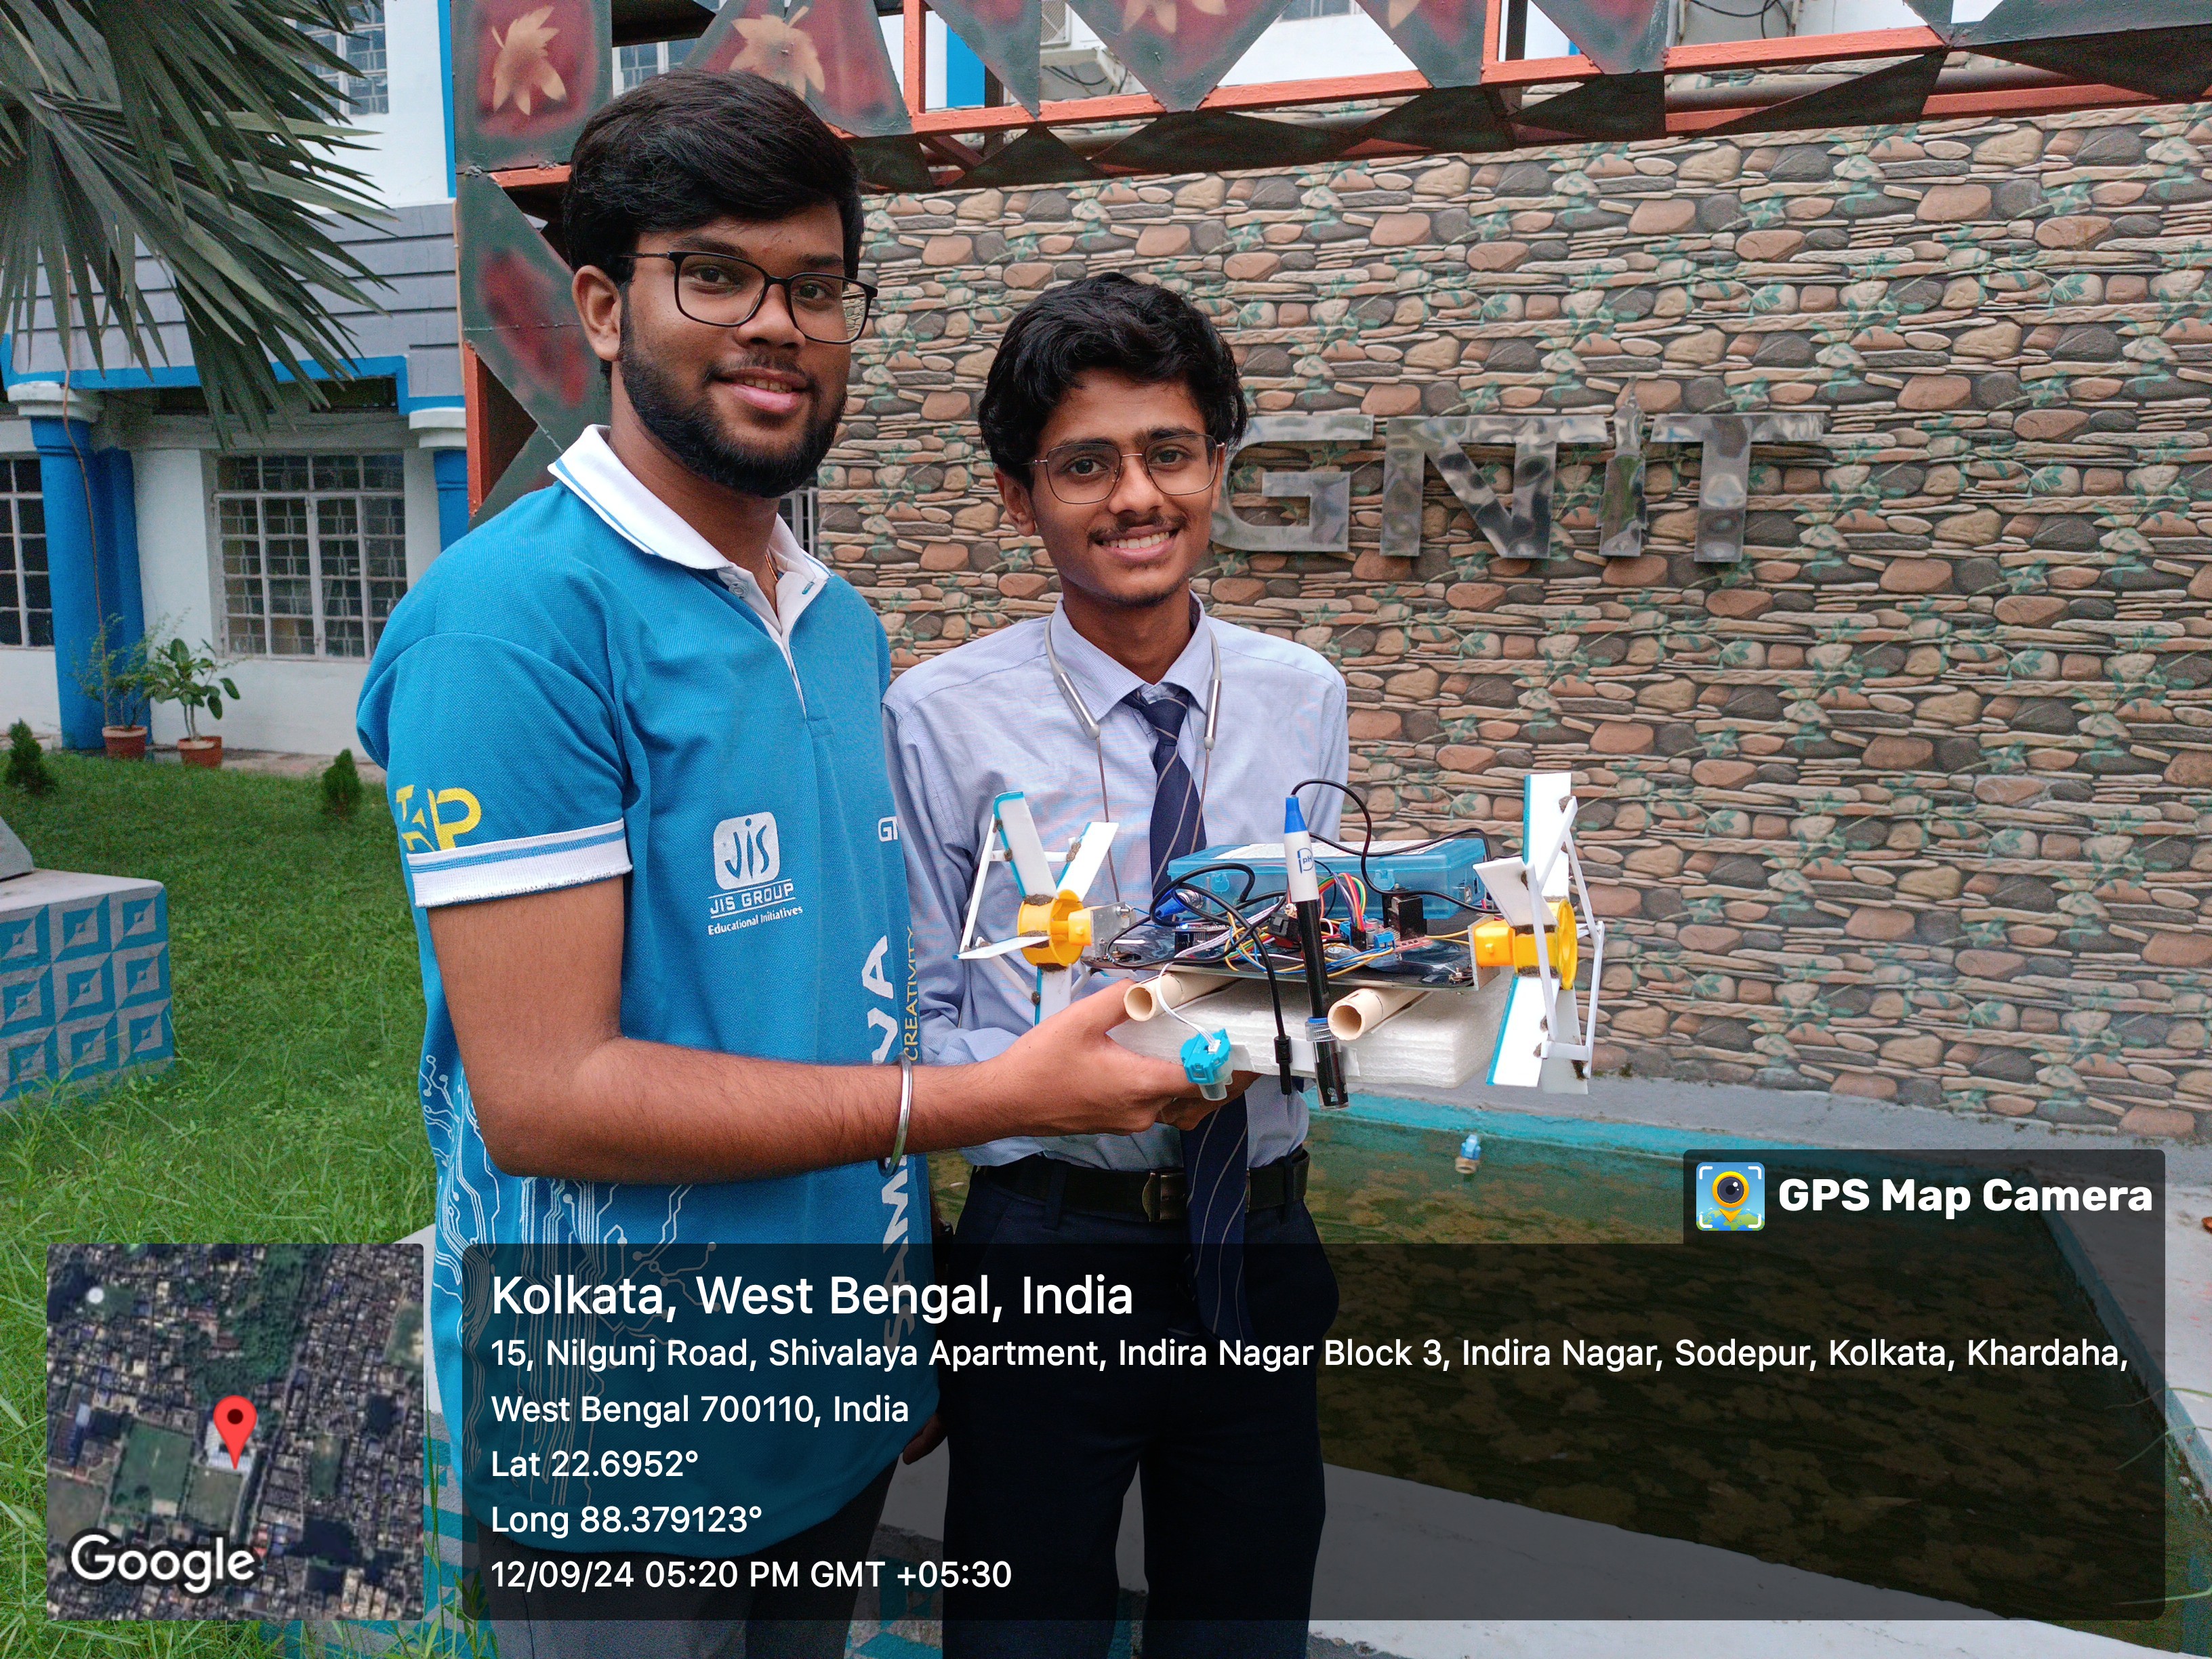 GNIT
JiS
JIS GROUP
Educational Initiatives
CREATIVITY
pH
GPS Map Camera
Kolkata, West Bengal, India
15, Nilgunj Road, Shivalaya Apartment, Indira Nagar Block 3, Indira Nagar, Sodepur, Kolkata, Khardaha,
West Bengal 700110, India
Lat 22.6952°
Long 88.379123°
12/09/24 05:20 PM GMT +05:30
Google